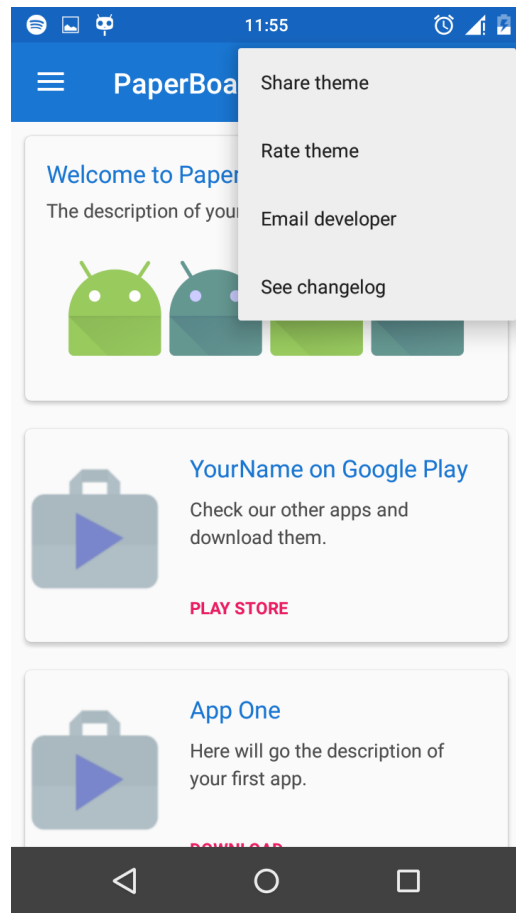 11:55
PaperBoa
Share theme
Rate theme
Email developer
See changelog
Welcome to Paper
The description of your
YourName on Google Play
Check our other apps and
download them.
PLAY STORE
App One
Here will go the description of
your first app.
DOWNLOAD